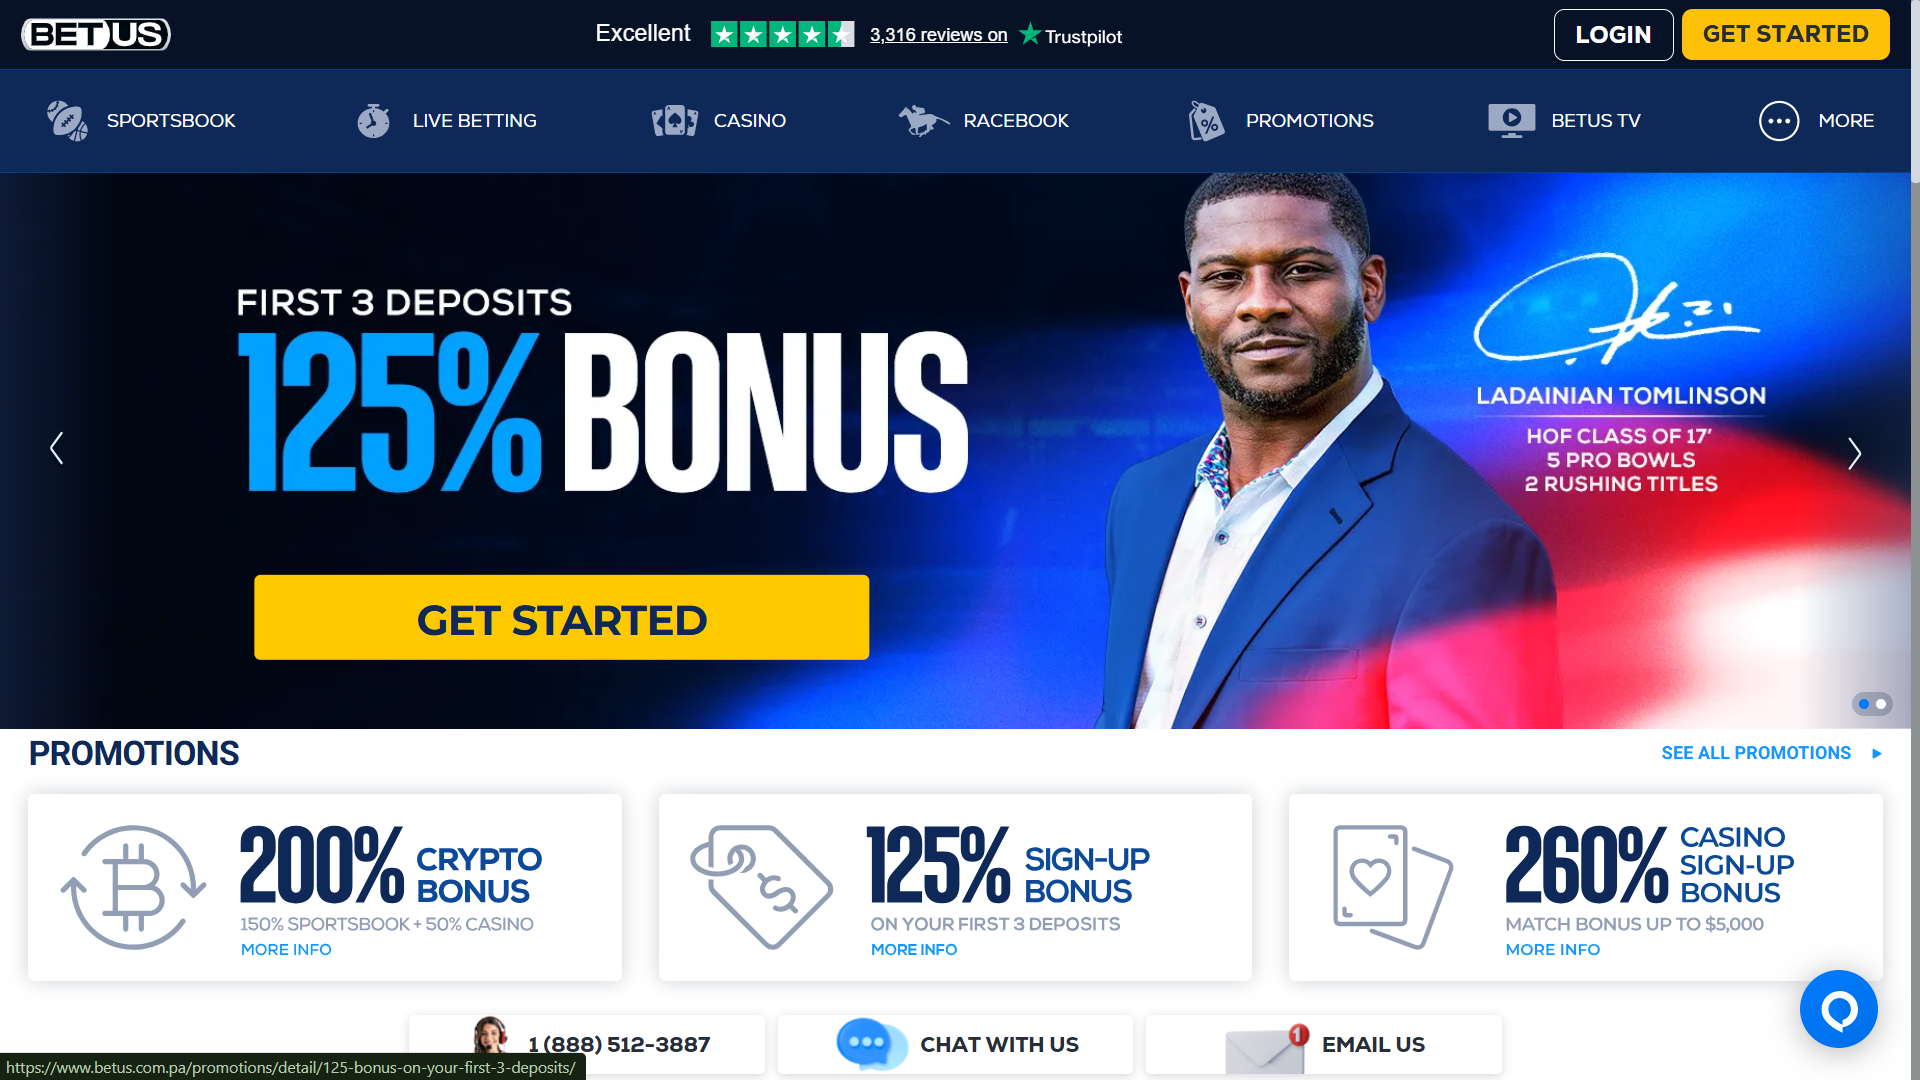 BETUS
Excellent
3,316 reviews on
Trustpilot
LOGIN
GET STARTED
SPORTSBOOK
LIVE BETTING
CASINO
RACEBOOK
PROMOTIONS
BETUS TV
MORE
FIRST 3 DEPOSITS
125% BONUS
GET STARTED
21
LADAINIAN TOMLINSON
HOF CLASS OF 17'
5 PRO BOWLS
2 RUSHING TITLES
PROMOTIONS
SEE ALL PROMOTIONS
200% CRYPTO
BONUS
150% SPORTSBOOK + 50% CASINO
MORE INFO
125% SIGN-UP
BONUS
ON YOUR FIRST 3 DEPOSITS
MORE INFO
260% CASINO
SIGN-UP
BONUS
MATCH BONUS UP TO $5,000
MORE INFO
1 (888) 512-3887
CHAT WITH US
1
EMAIL US
https://www.betus.com.pa/promotions/detail/125-bonus-on-your-first-3-deposits/